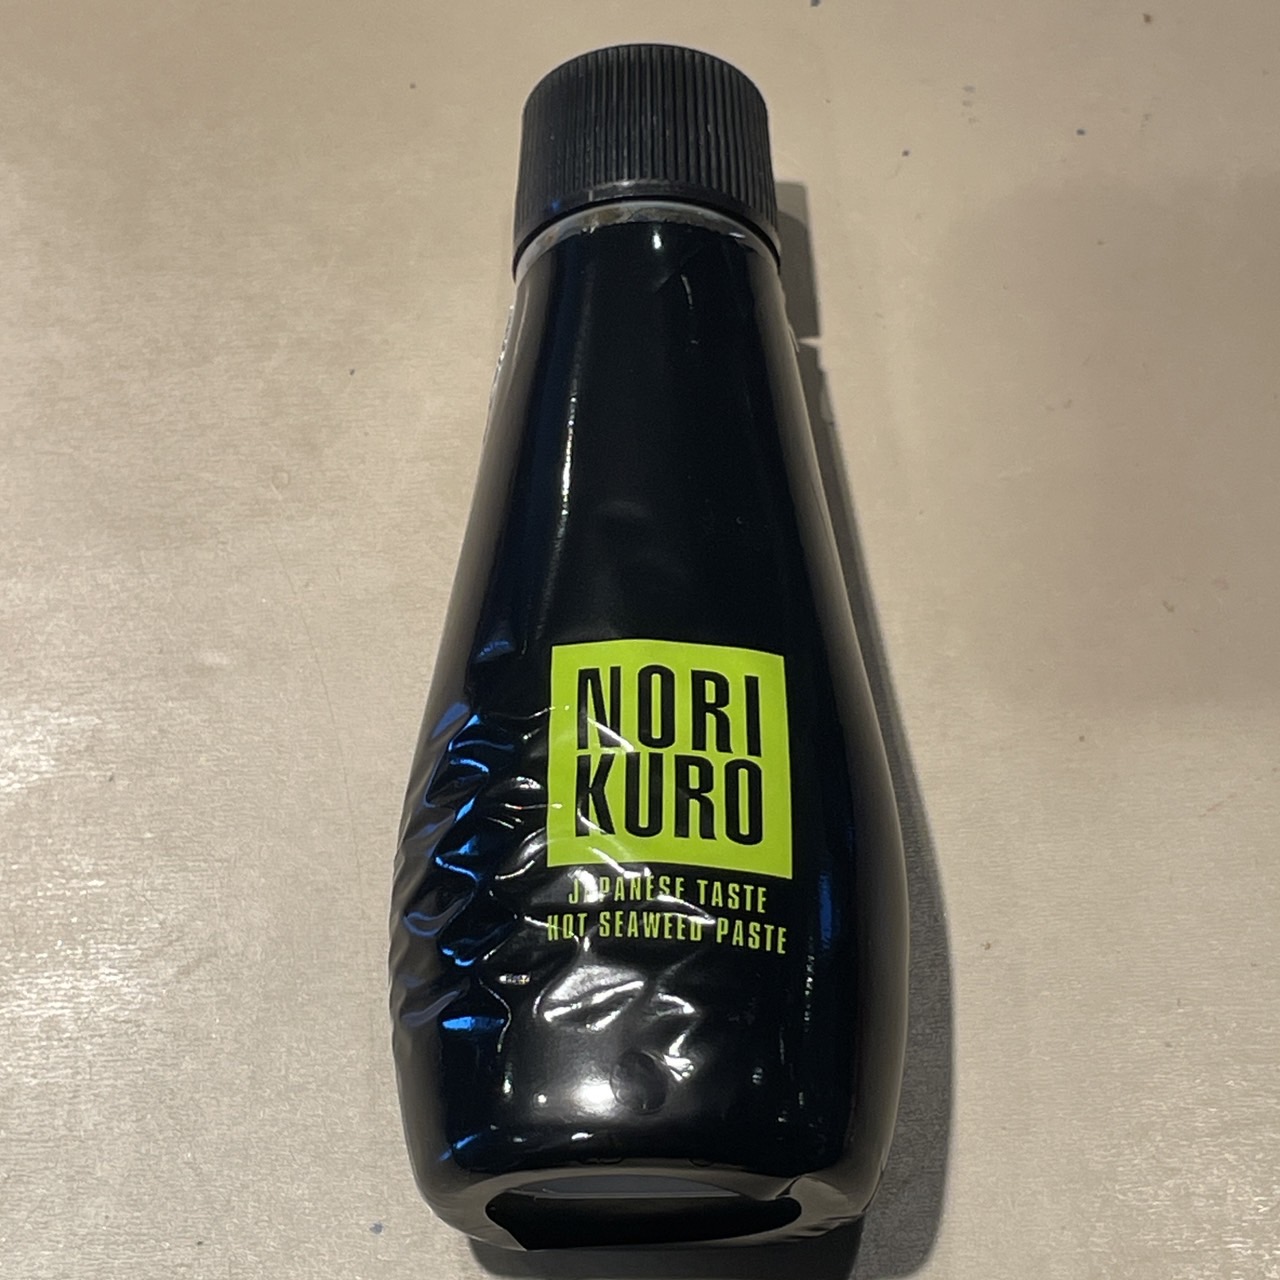 NORI
KURO
JAPANESE TASTE
HOT SEAWEED PASTE